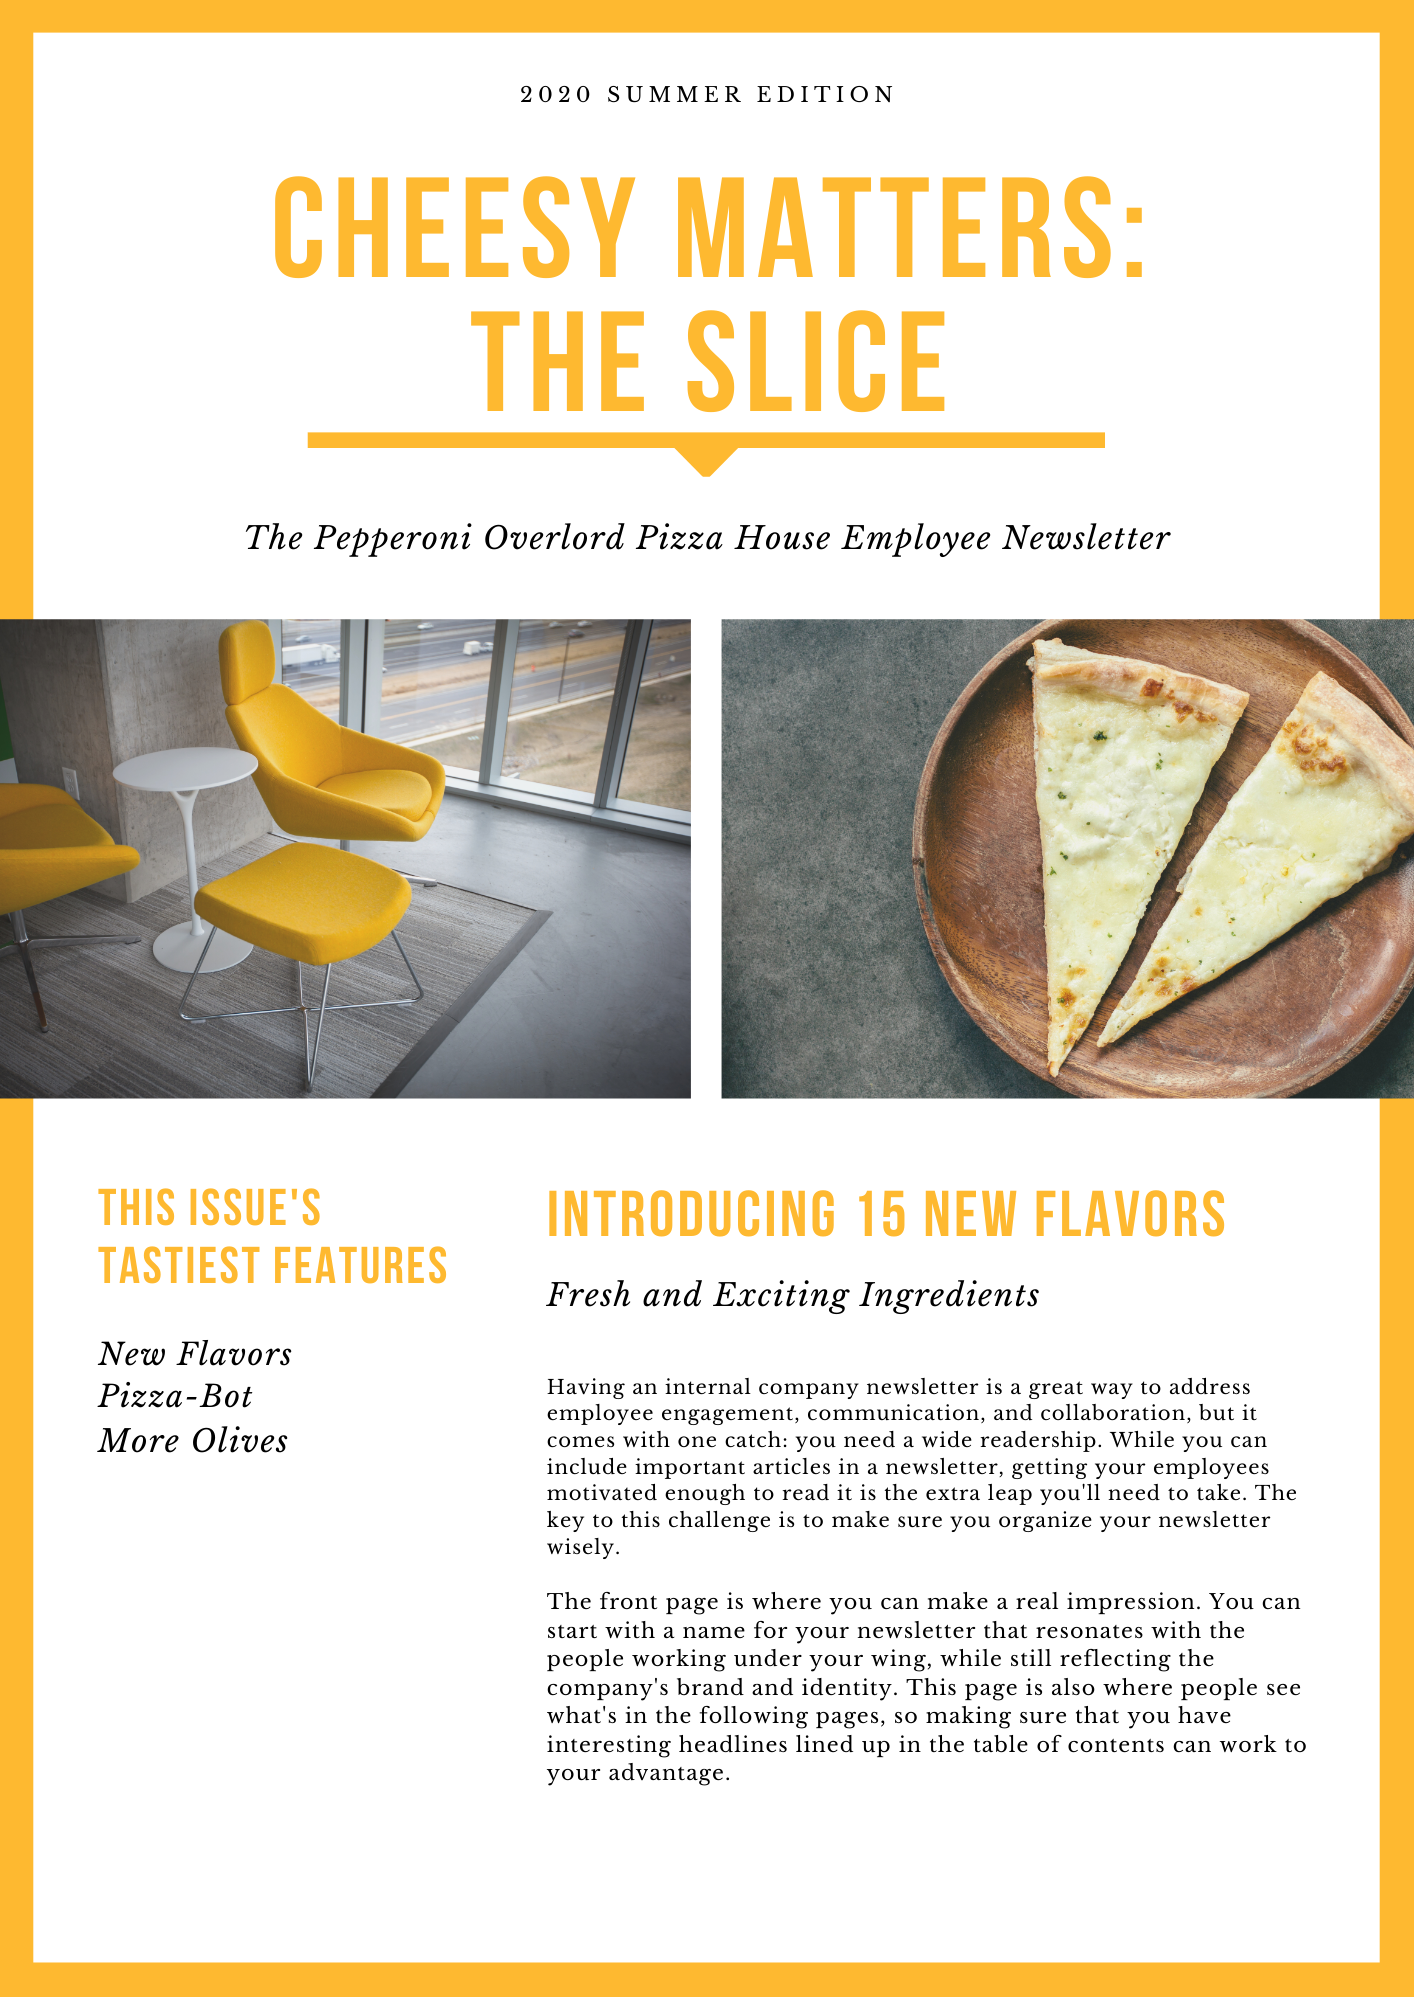 2020 SUMMER EDITION
CHEESY MATTERS:
THE SLICE
The Pepperoni Overlord Pizza House Employee Newsletter
THIS ISSUE'S
TASTIEST FEATURES
New Flavors
Pizza-Bot
More Olives
INTRODUCING 15 NEW FLAVORS
Fresh and Exciting Ingredients
Having an internal company newsletter is a great way to address
employee engagement, communication, and collaboration, but it
comes with one catch: you need a wide readership. While you can
include important articles in a newsletter, getting your employees
motivated enough to read it is the extra leap you'll need to take. The
key to this challenge is to make sure you organize your newsletter
wisely.
The front page is where you can make a real impression. You can
start with a name for your newsletter that resonates with the
people working under your wing, while still reflecting the
company's brand and identity. This page is also where people see
what's in the following pages, so making sure that you have
interesting headlines lined up in the table of contents can work to
your advantage.